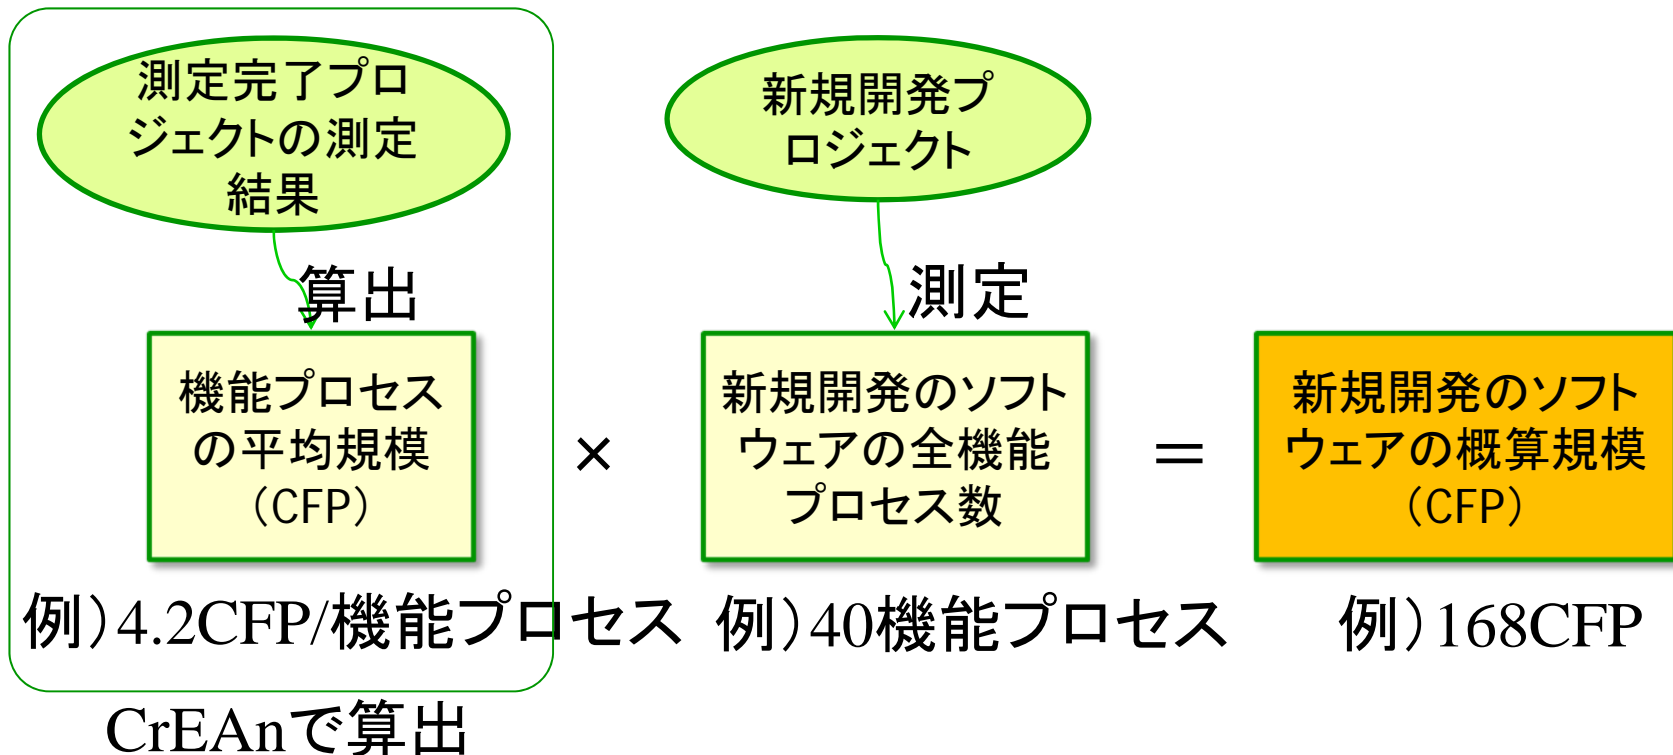 測定完了プロ
ジェクトの測定
結果
新規開発プ
ロジェクト
算出
測定
機能プロセス
の平均規模
（CFP）
×
新規開発のソフト
ウェアの全機能
プロセス数
＝
新規開発のソフト
ウェアの概算規模
（CFP）
例）4.2CFP/機能プロセス
例）40機能プロセス
例）168CFP
CrEAnで算出